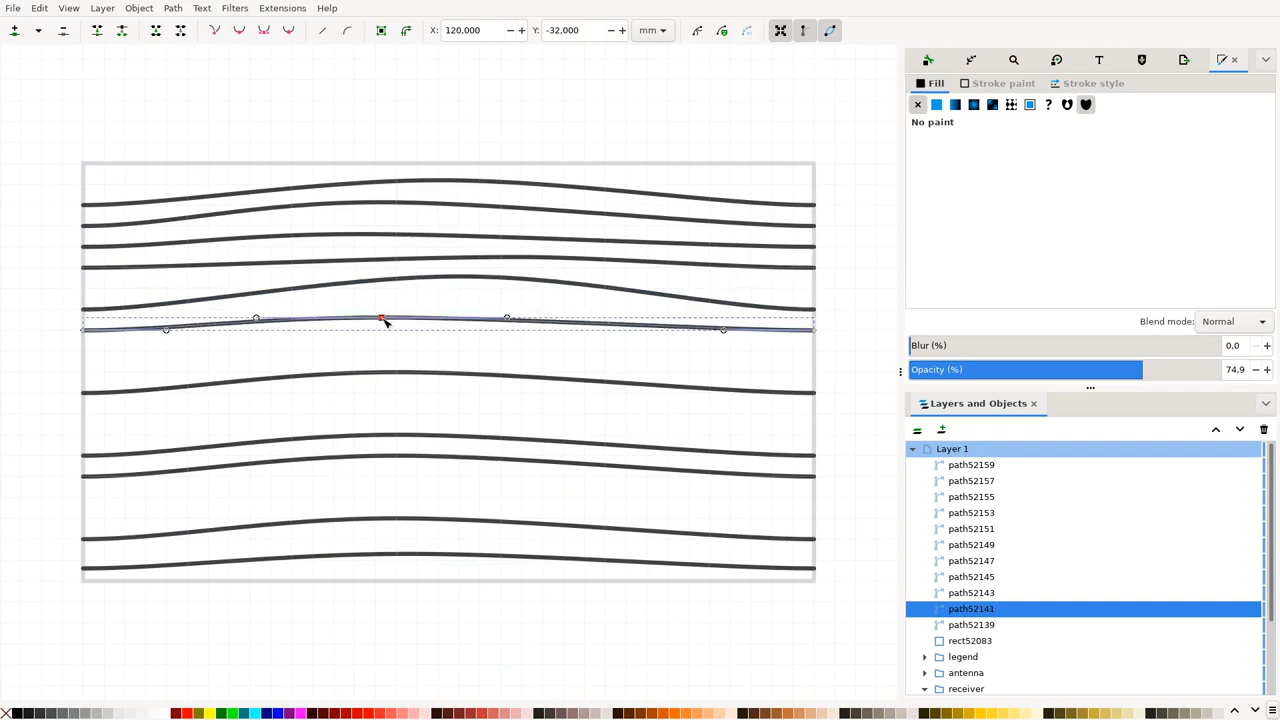 File Edit View Layer Object Path Text Filters Extensions Help
X: 120,000 Y: -32,000 mm
Fill Stroke paint Stroke style
?
No paint
Blend mode: Normal
Blur (%) 0,0
Opacity (%) 74,9
Layers and Objects
Layer 1
path52159
path52157
path52155
path52153
path52151
path52149
path52147
path52145
path52143
path52141
path52139
rect52083
legend
antenna
receiver